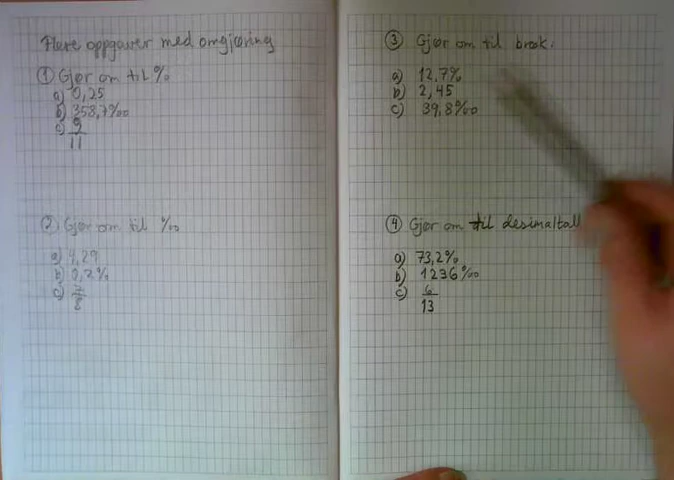 Flere oppgaver med omgjøring
① Gjør om til %
a) 0,25
b) 358,7‰
c) 9
11
② Gjør om til ‰
a) 4,29
b) 0,2%
c) 7
8
③ Gjør om til brøk.
a) 12,7%
b) 2,45
c) 39,8‰
④ Gjør om til desimaltall
a) 73,2%
b) 1236‰
c) 6
13